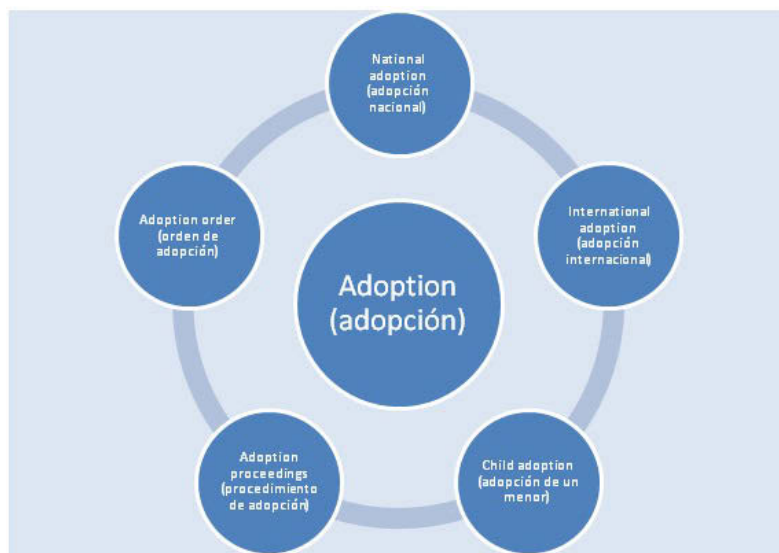 National
adoption
(adopción
nacional)
International
adoption
(adopción
internacional)
Child adoption
(adopción de un
menor)
Adoption
proceedings
(procedimiento
de adopción)
Adoption order
(orden de
adopción)
Adoption
(adopción)